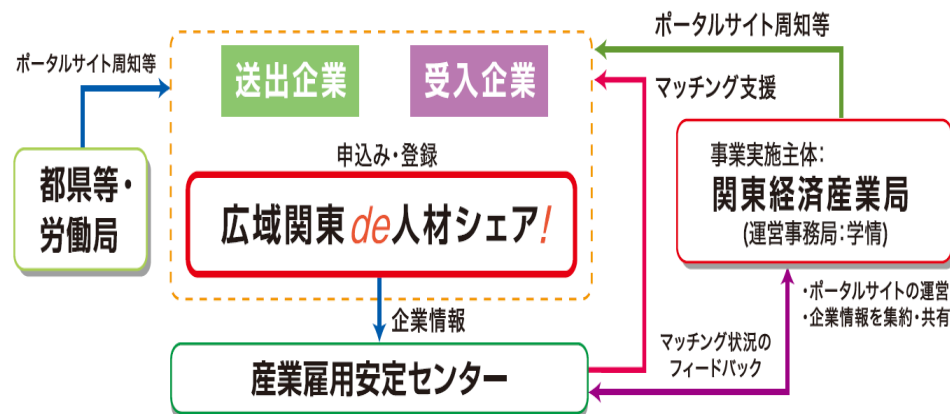 ポータルサイト周知等
都県等・
労働局
送出企業
受入企業
申込み・登録
広域関東de人材シェア!
企業情報
産業雇用安定センター
ポータルサイト周知等
マッチング支援
事業実施主体:
関東経済産業局
(運営事務局:学情)
・ポータルサイトの運営
・企業情報を集約・共有
マッチング状況の
フィードバック